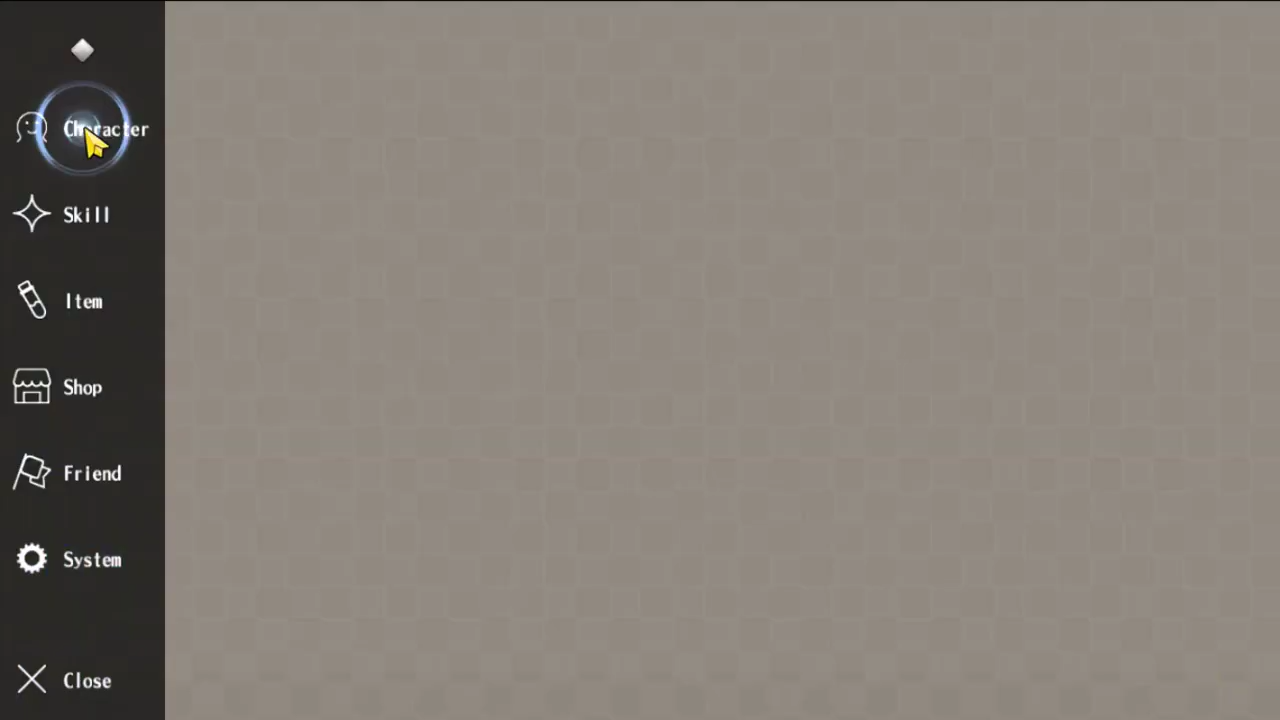 Character
Skill
Item
Shop
Friend
System
Close